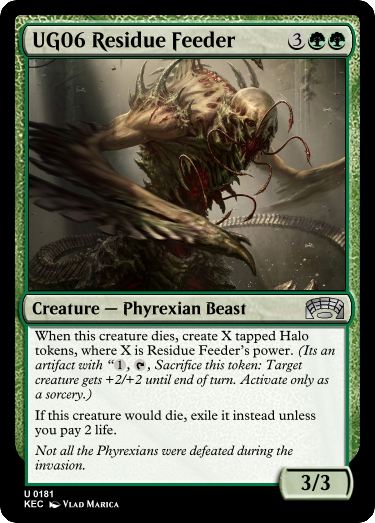 UG06 Residue Feeder 3
Creature — Phyrexian Beast
When this creature dies, create X tapped Halo
tokens, where X is Residue Feeder's power. (Its an
artifact with “1, , Sacrifice this token: Target
creature gets +2/+2 until end of turn. Activate only as
a sorcery.)
If this creature would die, exile it instead unless
you pay 2 life.
Not all the Phyrexians were defeated during the
invasion.
3/3
U 0181
KEC VLAD MARICA